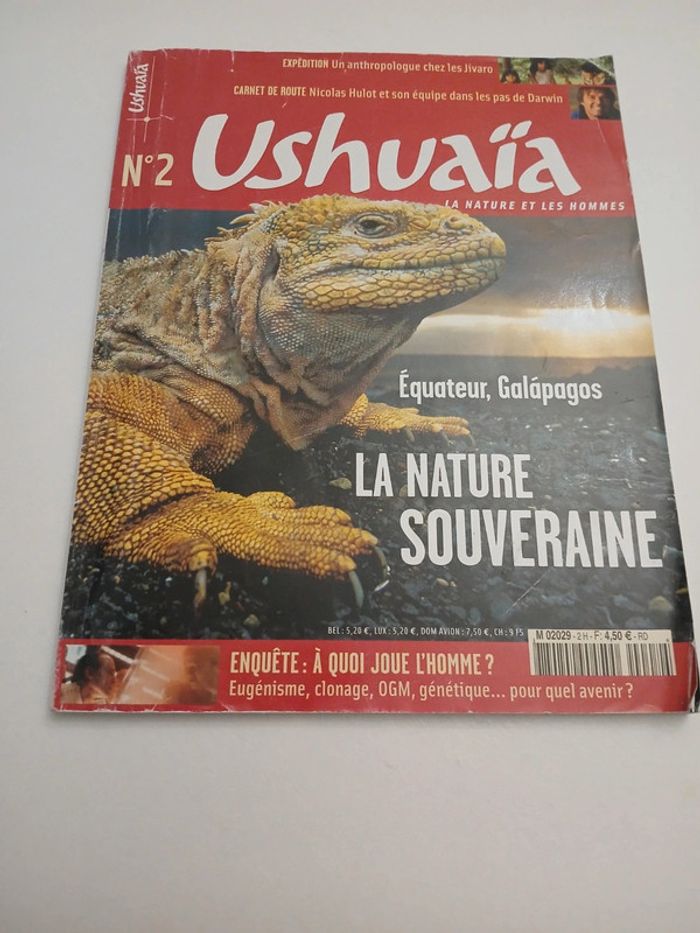 Ushuaïa
EXPÉDITION Un anthropologue chez les Jivaro
CARNET DE ROUTE Nicolas Hulot et son équipe dans les pas de Darwin
N°2
Ushuaïa
LA NATURE ET LES HOMMES
Équateur, Galápagos
LA NATURE
SOUVERAINE
BEL : 5,20 €, LUX : 5,20 €, DOM AVION : 7,50 €, CH : 9 FS
M 02029 - 2 H - F: 4,50 € - RD
ENQUÊTE : À QUOI JOUE L'HOMME ?
Eugénisme, clonage, OGM, génétique... pour quel avenir ?